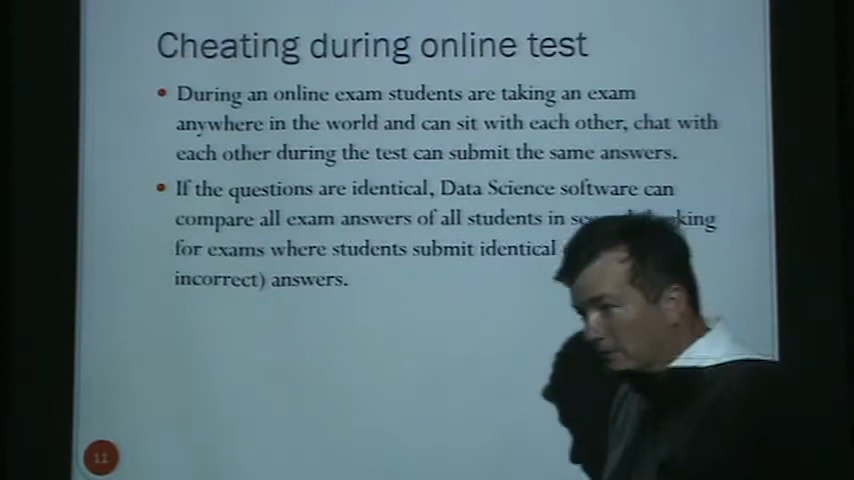 Cheating during online test
During an online exam students are taking an exam
anywhere in the world and can sit with each other, chat with
each other during the test can submit the same answers.
If the questions are identical, Data Science software can
compare all exam answers of all students in
for exams where students submit identical
incorrect) answers.
11